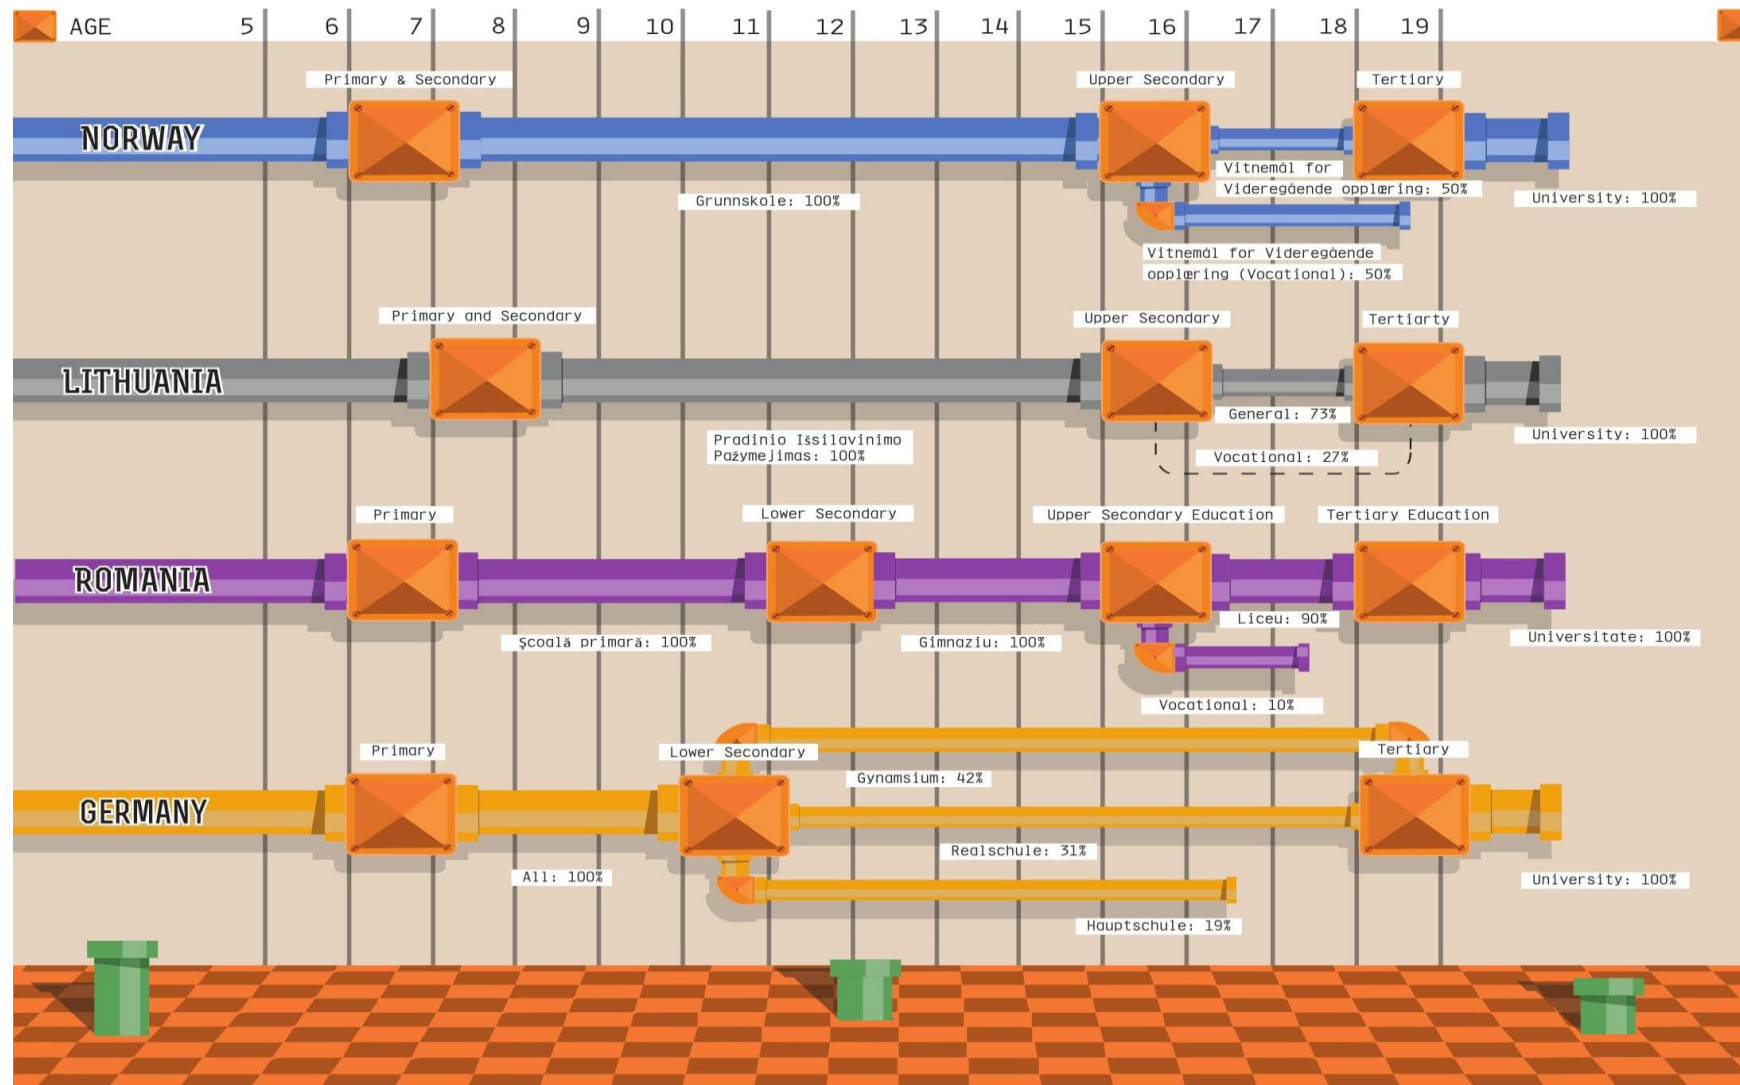 AGE 5 6 7 8 9 10 11 12 13 14 15 16 17 18 19
Primary & Secondary
Upper Secondary
Tertiary
NORWAY
Vitnemál for
Videregående opplæring: 50%
Grunnskole: 100%
University: 100%
Vitnemál for Videregående
opplæring (Vocational): 50%
Primary and Secondary
Upper Secondary
Tertiarty
LITHUANIA
General: 73%
Pradinio Išsilavinimo
Pažymejimas: 100%
University: 100%
Vocational: 27%
Primary
Lower Secondary
Upper Secondary Education
Tertiary Education
ROMANIA
Şcoală primară: 100%
Gimnaziu: 100%
Liceu: 90%
Universitate: 100%
Vocational: 10%
Primary
Lower Secondary
Tertiary
GERMANY
Gynamsium: 42%
Realschule: 31%
All: 100%
University: 100%
Hauptschule: 19%